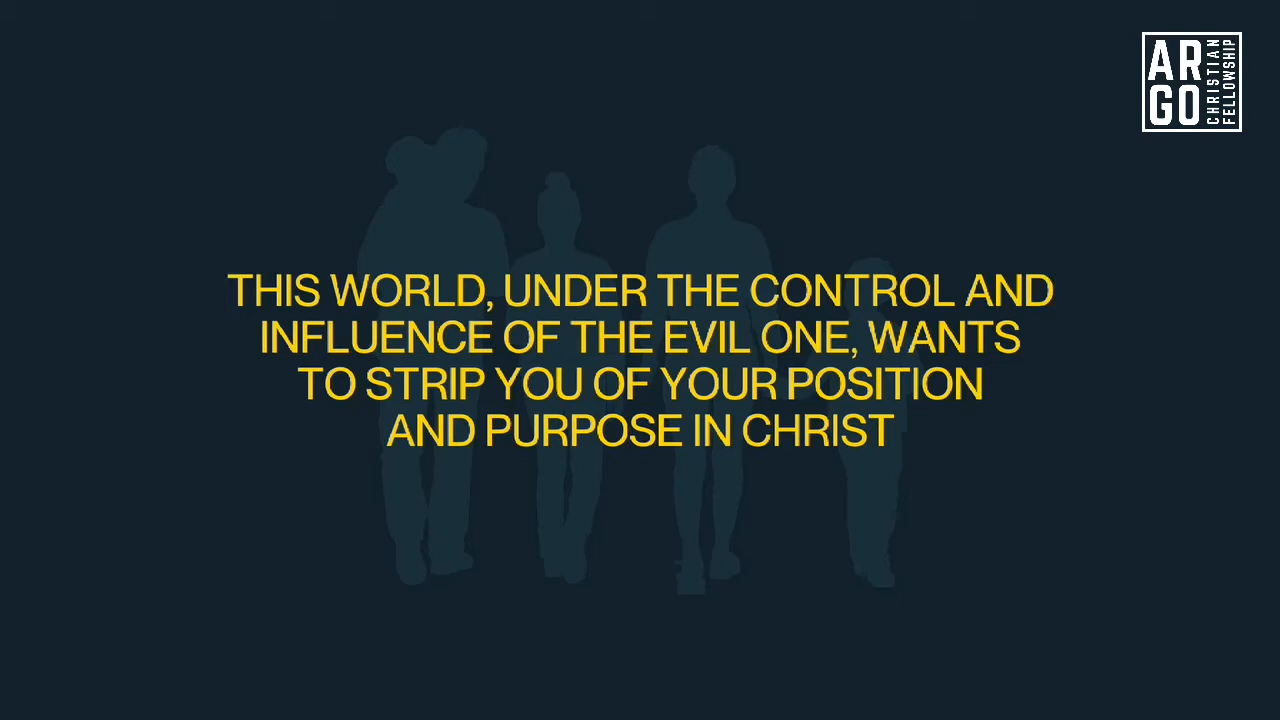 AR
GO
CHRISTIAN
FELLOWSHIP
THIS WORLD, UNDER THE CONTROL AND
INFLUENCE OF THE EVIL ONE, WANTS
TO STRIP YOU OF YOUR POSITION
AND PURPOSE IN CHRIST